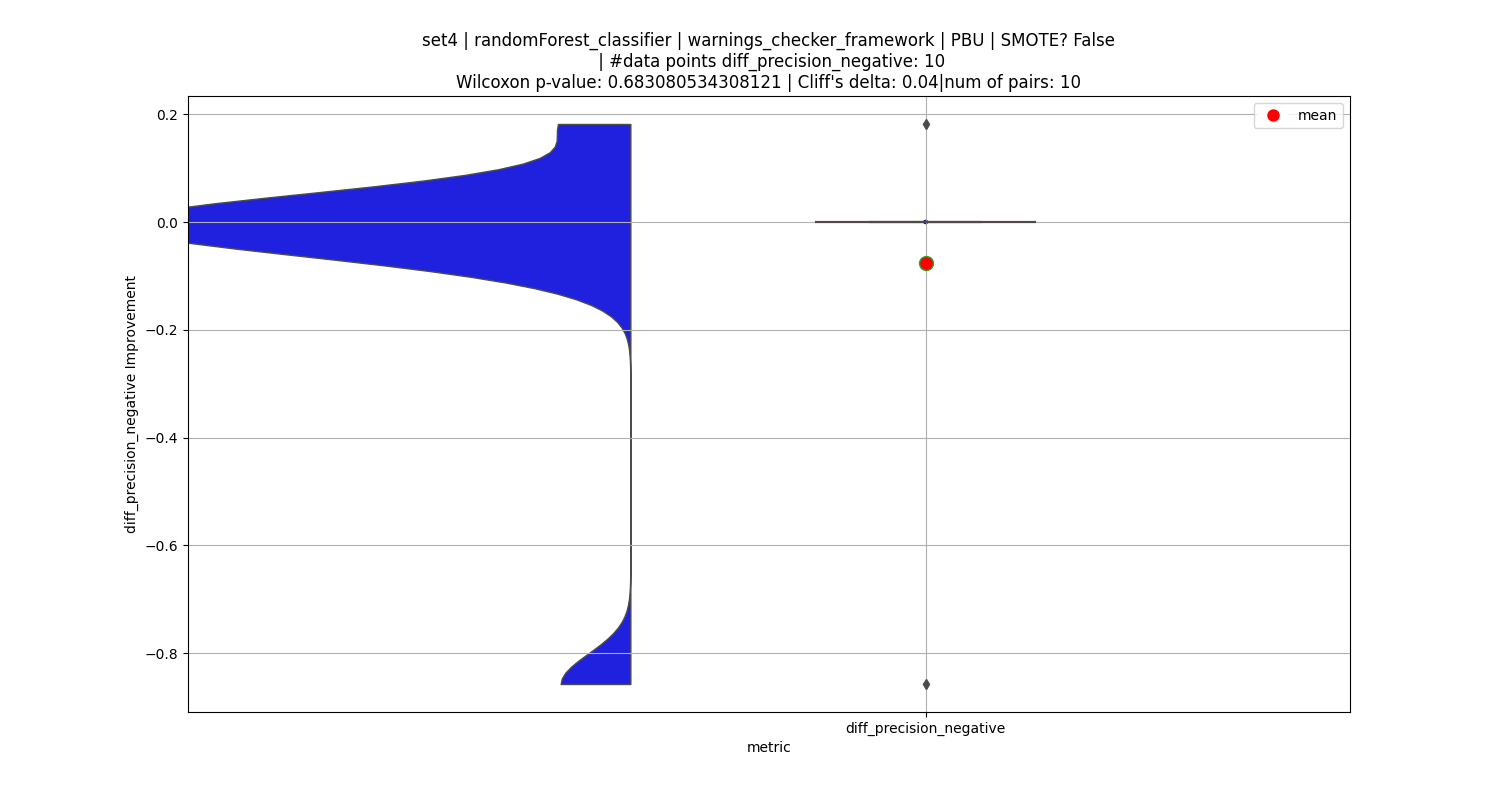 set4 | randomForest_classifier | warnings_checker_framework | PBU | SMOTE? False
| #data points diff_precision_negative: 10
Wilcoxon p-value: 0.683080534308121 | Cliff's delta: 0.04|num of pairs: 10
mean
0.2
0.0
−0.2
−0.4
−0.6
−0.8
diff_precision_negative Improvement
diff_precision_negative
metric